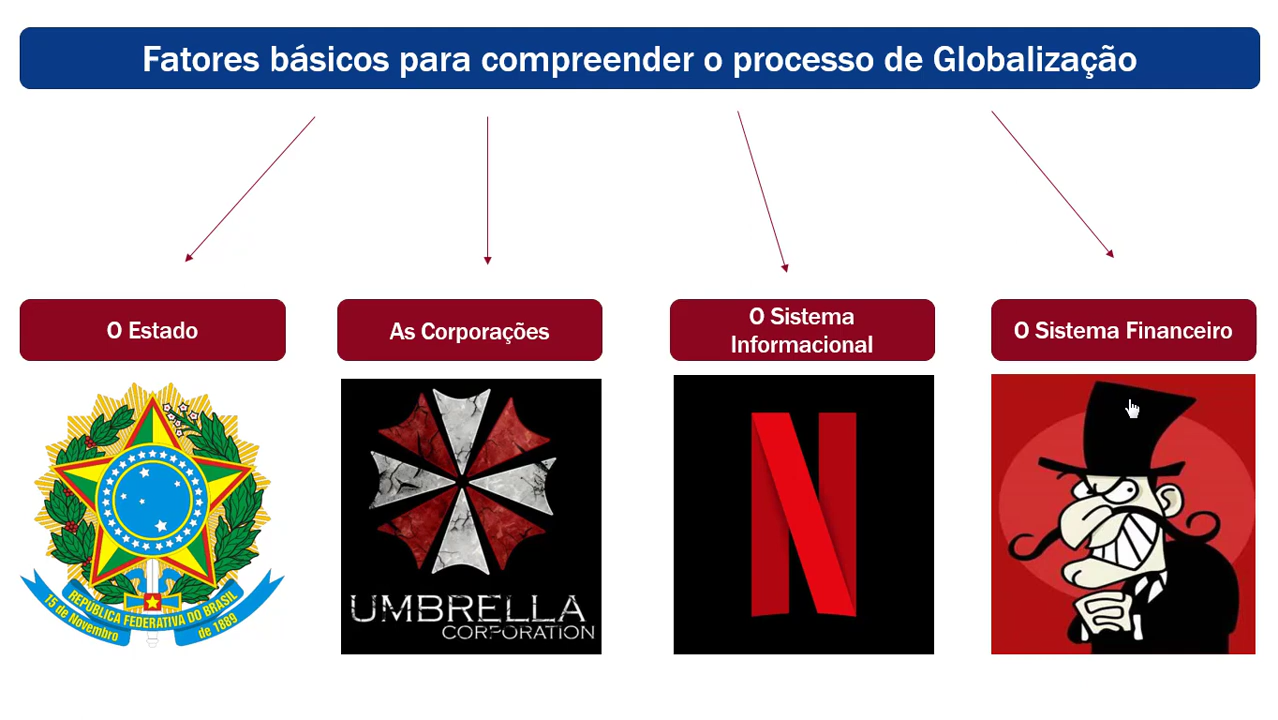 Fatores básicos para compreender o processo de Globalização
O Estado
As Corporações
O Sistema
Informacional
O Sistema Financeiro
REPÚBLICA FEDERATIVA DO BRASIL
15 de Novembro
de 1889
UMBRELLA
CORPORATION
N